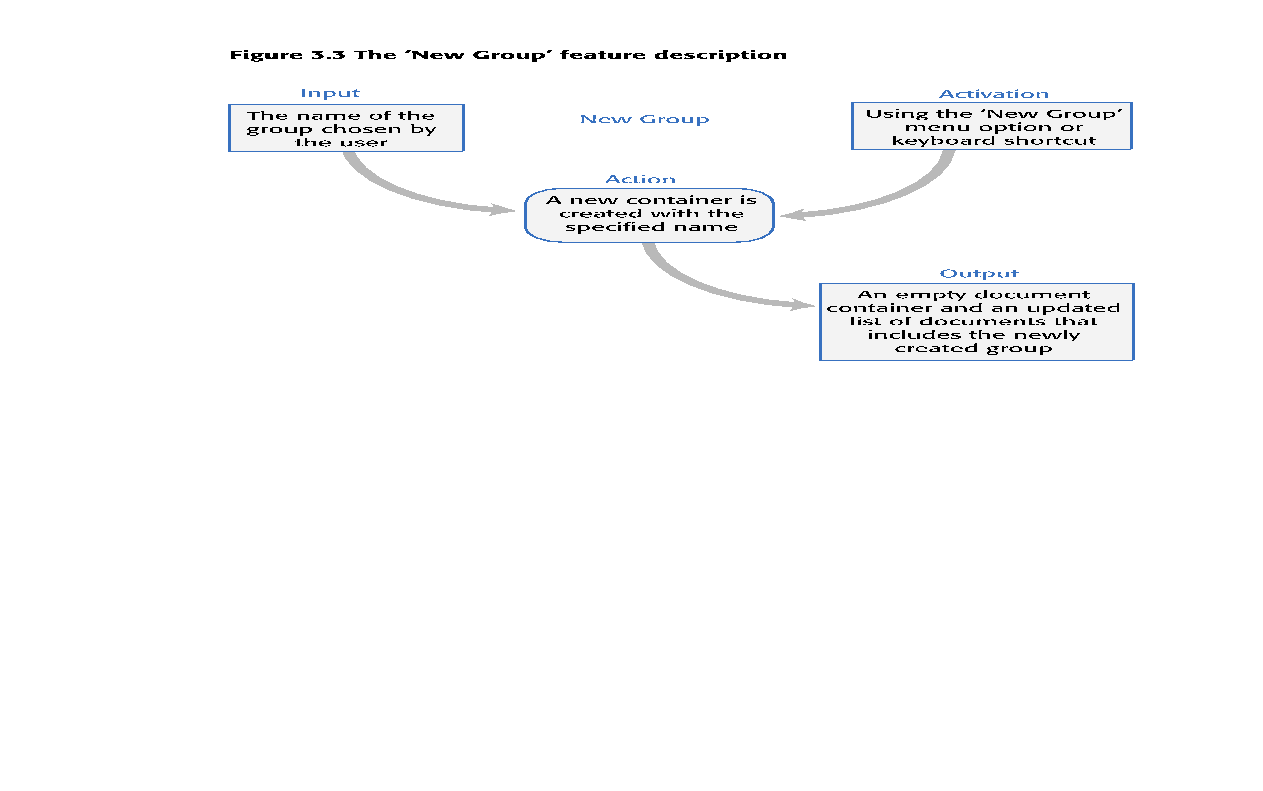 Figure 3.3 The ‘New Group’ feature description
Input
The name of the
group chosen by
the user
New Group
Activation
Using the ‘New Group’
menu option or
keyboard shortcut
Action
A new container is
created with the
specified name
Output
An empty document
container and an updated
list of documents that
includes the newly
created group